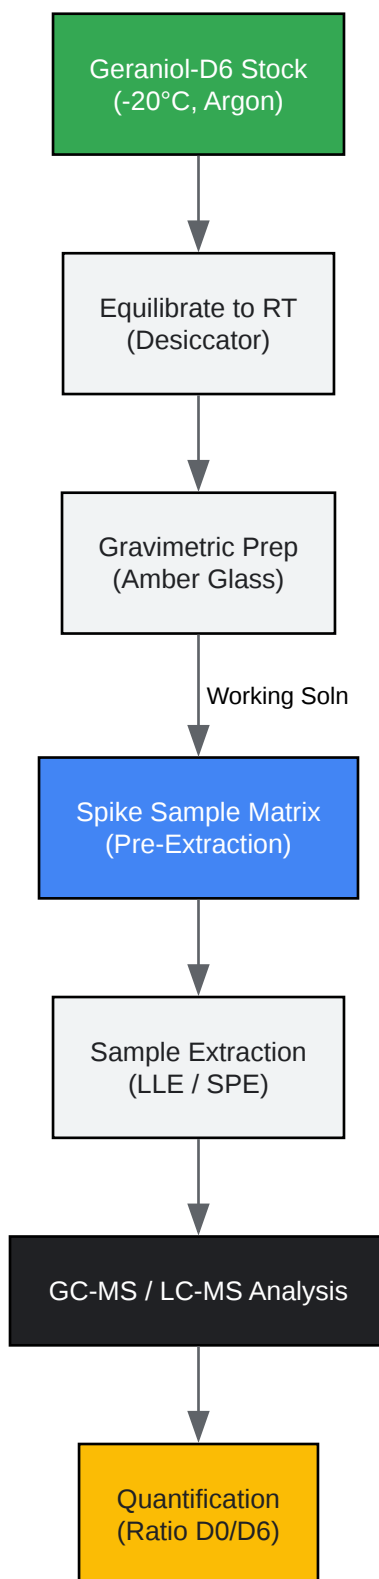 Geraniol-D6 Stock
(-20°C, Argon)
Equilibrate to RT
(Desiccator)
Gravimetric Prep
(Amber Glass)
Working Soln
Spike Sample Matrix
(Pre-Extraction)
Sample Extraction
(LLE / SPE)
GC-MS / LC-MS Analysis
Quantification
(Ratio D0/D6)